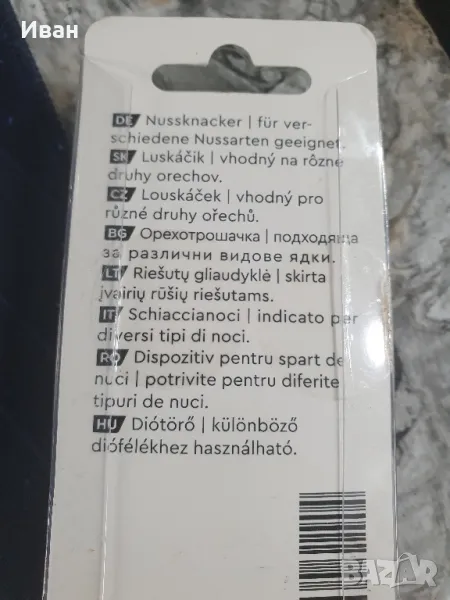 Иван
DE Nussknacker | für ver-
schiedene Nussarten geeignet.
SK Luskáčik | vhodný na rôzne
druhy orechov.
CZ Louskáček | vhodný pro
různé druhy ořechů.
BG Орехотрошачка | подходяща
за различни видове ядки.
LT Riešutų gliaudyklė | skirta
įvairių rūšių riešutams.
IT Schiaccianoci | indicato per
diversi tipi di noci.
RO Dispozitiv pentru spart de
nuci | potrivite pentru diferite
tipuri de nuci.
HU Diótörő | különböző
diófélékhez használható.
BAZAR